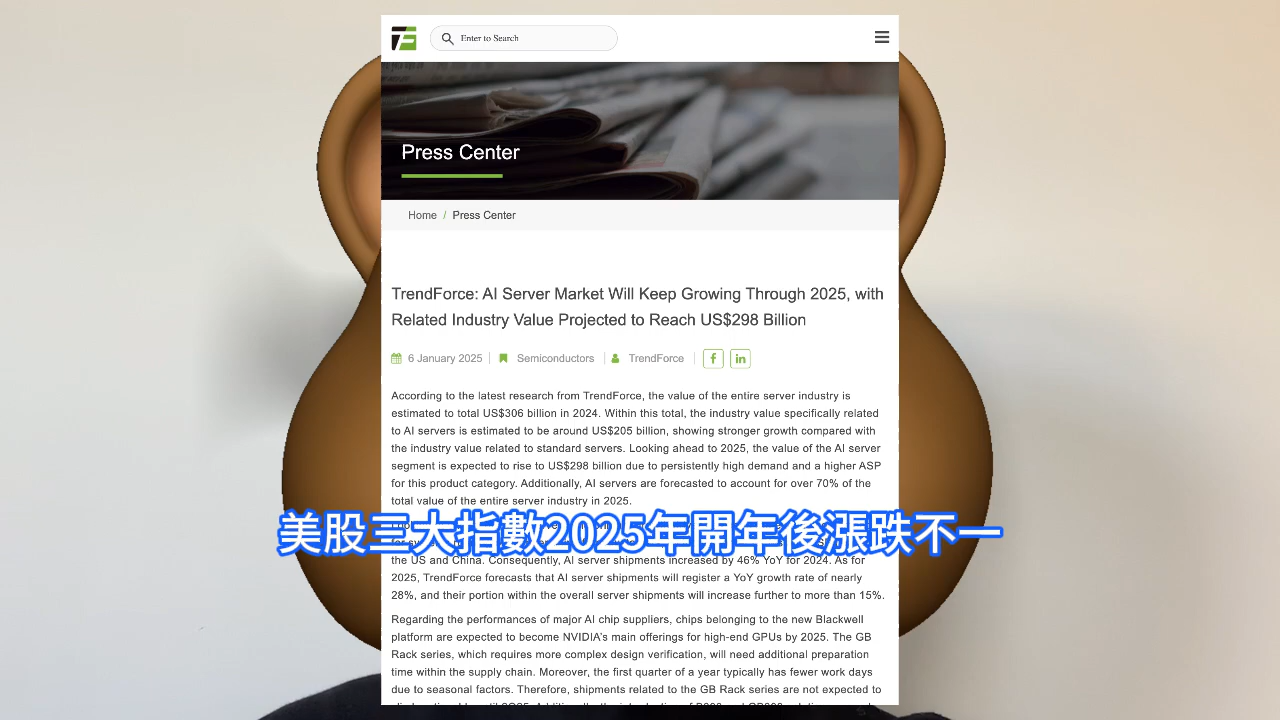 Enter to Search
Press Center
Home / Press Center
TrendForce: AI Server Market Will Keep Growing Through 2025, with
Related Industry Value Projected to Reach US$298 Billion
6 January 2025 Semiconductors TrendForce
According to the latest research from TrendForce, the value of the entire server industry is
estimated to total US$306 billion in 2024. Within this total, the industry value specifically related
to AI servers is estimated to be around US$205 billion, showing stronger growth compared with
the industry value related to standard servers. Looking ahead to 2025, the value of the AI server
segment is expected to rise to US$298 billion due to persistently high demand and a higher ASP
for this product category. Additionally, AI servers are forecasted to account for over 70% of the
total value of the entire server industry in 2025.
美股三大指數2025年開年後漲跌不一
the US and China. Consequently, AI server shipments increased by 46% YoY for 2024. As for
2025, TrendForce forecasts that AI server shipments will register a YoY growth rate of nearly
28%, and their portion within the overall server shipments will increase further to more than 15%.
Regarding the performances of major AI chip suppliers, chips belonging to the new Blackwell
platform are expected to become NVIDIA's main offerings for high-end GPUs by 2025. The GB
Rack series, which requires more complex design verification, will need additional preparation
time within the supply chain. Moreover, the first quarter of a year typically has fewer work days
due to seasonal factors. Therefore, shipments related to the GB Rack series are not expected to